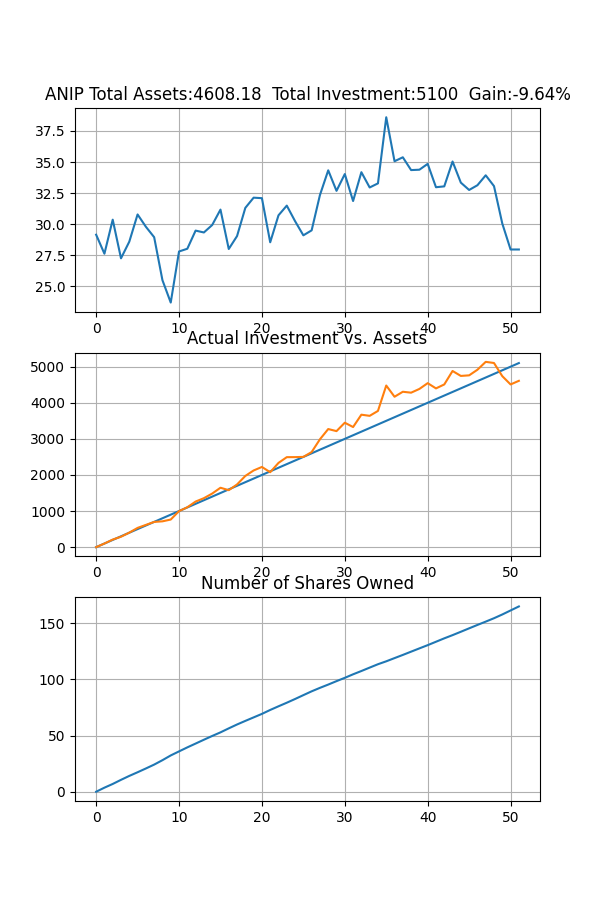 ANIP Total Assets:4608.18  Total Investment:5100  Gain:-9.64%
37.5
35.0
32.5
30.0
27.5
25.0
0 10 20 30 40 50
Actual Investment vs. Assets
5000
4000
3000
2000
1000
0
0 10 20 30 40 50
Number of Shares Owned
150
100
50
0
0 10 20 30 40 50